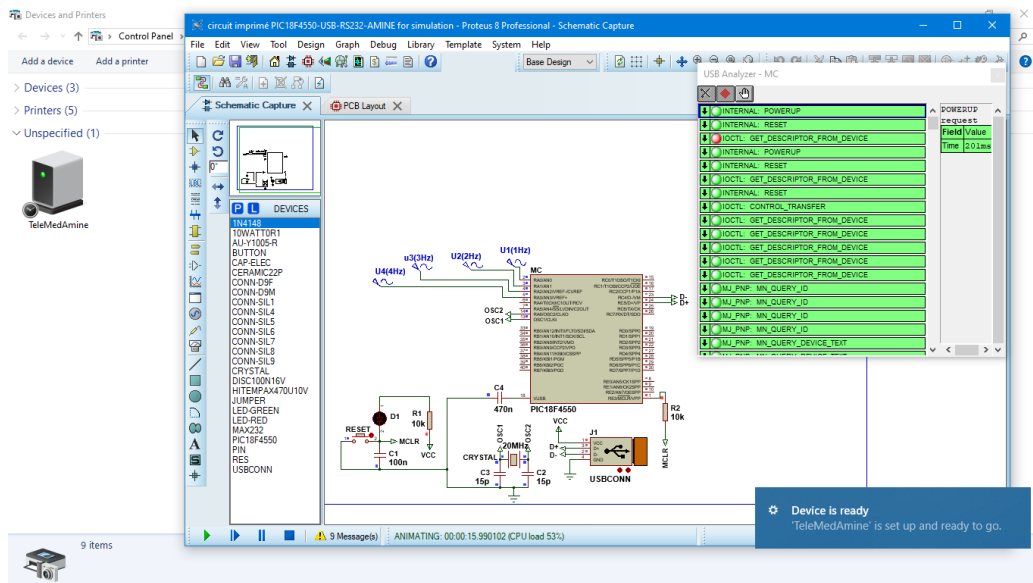 Devices and Printers
Control Panel
Add a device Add a printer
Devices (3)
Printers (5)
Unspecified (1)
TeleMedAmine
9 items
circuit imprimé PIC18F4550-USB-RS232-AMINE for simulation - Proteus 8 Professional - Schematic Capture
File Edit View Tool Design Graph Debug Library Template System Help
Base Design
Schematic Capture
PCB Layout
0°
P L DEVICES
1N4148
10WATT0R1
AU-Y1005-R
BUTTON
CAP-ELEC
CERAMIC22P
CONN-D9F
CONN-D9M
CONN-SIL1
CONN-SIL4
CONN-SIL5
CONN-SIL6
CONN-SIL7
CONN-SIL8
CONN-SIL9
CRYSTAL
DISC100N16V
HITEMPAX470U10V
JUMPER
LED-GREEN
LED-RED
MAX232
PIC18F4550
PIN
RES
USBCONN
U1(1Hz)
U2(2Hz)
u3(3Hz)
U4(4Hz)
MC
OSC2
OSC1
D-
D+
C4
470n
PIC18F4550
VUSB
R2
10k
MCLR
VCC
J1
D+
D-
VCC
D+
D-
GND
USBCONN
D1
R1
10k
RESET
MCLR
VCC
C1
100n
OSC1
OSC2
20MHz
CRYSTAL
C3
15p
C2
15p
9 Message(s)
ANIMATING: 00:00:15.990102 (CPU load 53%)
USB Analyzer - MC
INTERNAL: POWERUP
INTERNAL: RESET
IOCTL: GET_DESCRIPTOR_FROM_DEVICE
INTERNAL: POWERUP
INTERNAL: RESET
IOCTL: GET_DESCRIPTOR_FROM_DEVICE
INTERNAL: RESET
IOCTL: CONTROL_TRANSFER
IOCTL: GET_DESCRIPTOR_FROM_DEVICE
IOCTL: GET_DESCRIPTOR_FROM_DEVICE
IOCTL: GET_DESCRIPTOR_FROM_DEVICE
IOCTL: GET_DESCRIPTOR_FROM_DEVICE
IOCTL: GET_DESCRIPTOR_FROM_DEVICE
MJ_PNP: MN_QUERY_ID
MJ_PNP: MN_QUERY_ID
MJ_PNP: MN_QUERY_ID
MJ_PNP: MN_QUERY_ID
MJ_PNP: MN_QUERY_DEVICE_TEXT
MJ_PNP: MN_QUERY_DEVICE_TEXT
POWERUP
request
Field Value
Time 201ms
Device is ready
'TeleMedAmine' is set up and ready to go.